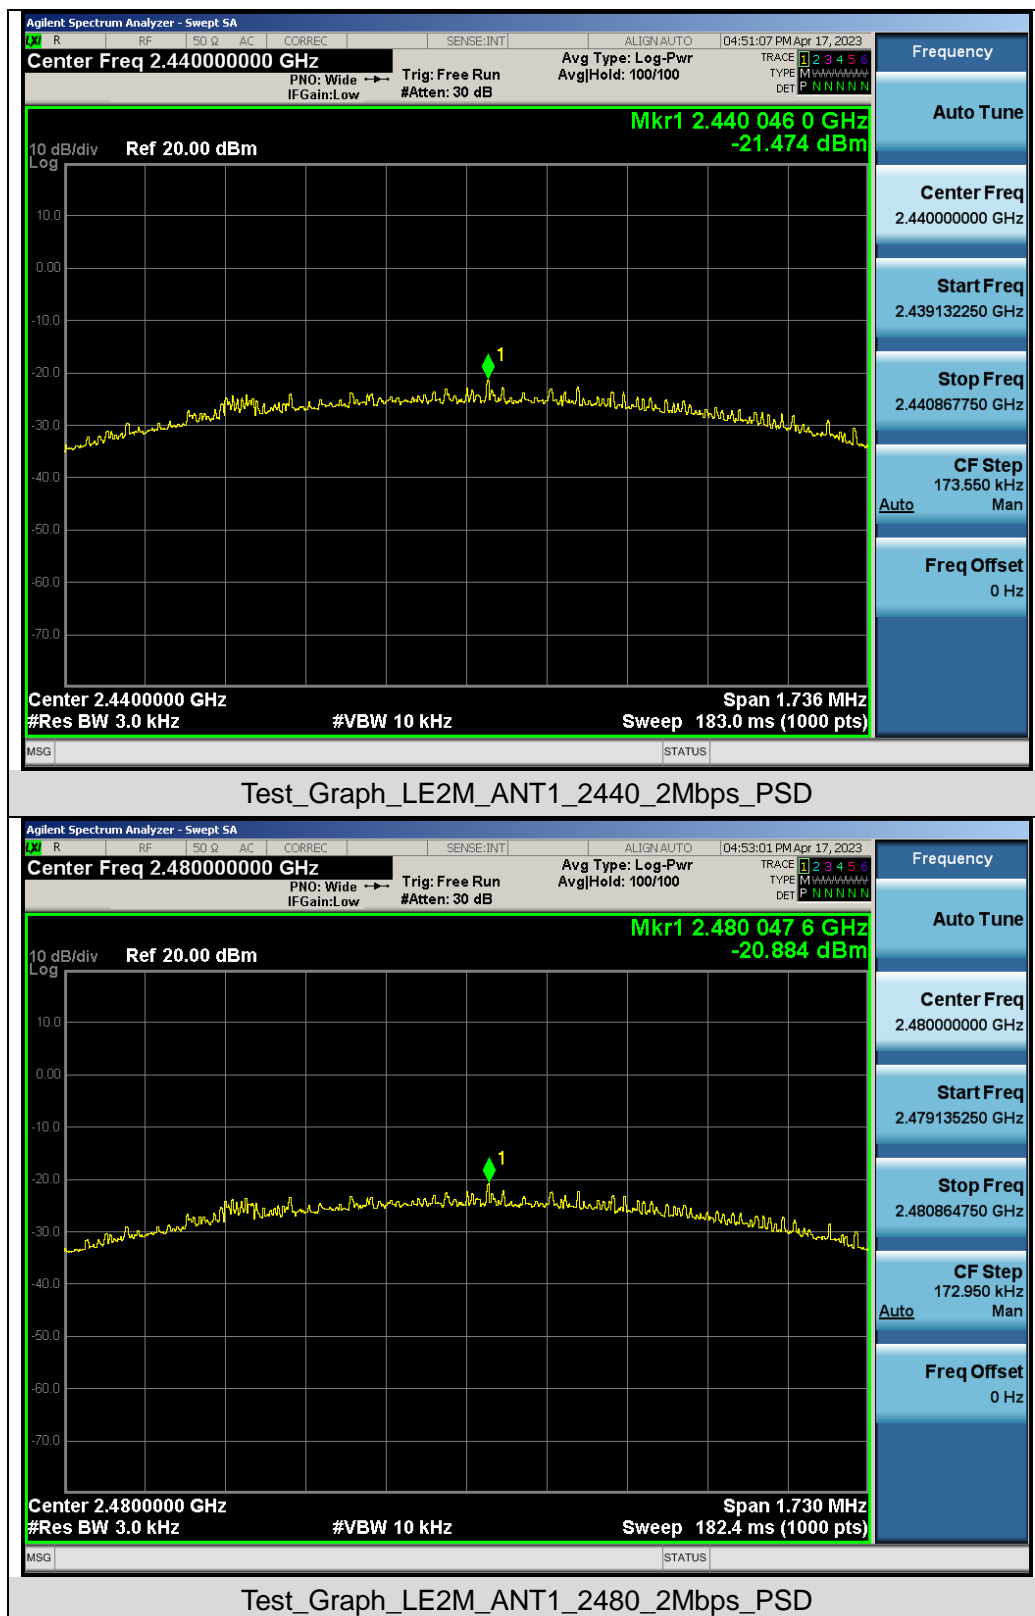 Agilent Spectrum Analyzer - Swept SA
LXI R RF 50 Ω AC CORREC SENSE:INT ALIGN AUTO 04:51:07 PM Apr 17, 2023
Center Freq 2.440000000 GHz
PNO: Wide
IFGain:Low
Trig: Free Run
#Atten: 30 dB
Avg Type: Log-Pwr
Avg|Hold: 100/100
TRACE 1 2 3 4 5 6
TYPE M WWWWW
DET P N N N N N
Mkr1 2.440 046 0 GHz
-21.474 dBm
10 dB/div
Log
Ref 20.00 dBm
10.0
0.00
-10.0
-20.0
-30.0
-40.0
-50.0
-60.0
-70.0
1
Center 2.4400000 GHz
Span 1.736 MHz
#Res BW 3.0 kHz
#VBW 10 kHz
Sweep 183.0 ms (1000 pts)
MSG
STATUS
Frequency
Auto Tune
Center Freq
2.440000000 GHz
Start Freq
2.439132250 GHz
Stop Freq
2.440867750 GHz
CF Step
173.550 kHz
Auto Man
Freq Offset
0 Hz
Test_Graph_LE2M_ANT1_2440_2Mbps_PSD
Agilent Spectrum Analyzer - Swept SA
LXI R RF 50 Ω AC CORREC SENSE:INT ALIGN AUTO 04:53:01 PM Apr 17, 2023
Center Freq 2.480000000 GHz
PNO: Wide
IFGain:Low
Trig: Free Run
#Atten: 30 dB
Avg Type: Log-Pwr
Avg|Hold: 100/100
TRACE 1 2 3 4 5 6
TYPE M WWWWW
DET P N N N N N
Mkr1 2.480 047 6 GHz
-20.884 dBm
10 dB/div
Log
Ref 20.00 dBm
10.0
0.00
-10.0
-20.0
-30.0
-40.0
-50.0
-60.0
-70.0
1
Center 2.4800000 GHz
Span 1.730 MHz
#Res BW 3.0 kHz
#VBW 10 kHz
Sweep 182.4 ms (1000 pts)
MSG
STATUS
Frequency
Auto Tune
Center Freq
2.480000000 GHz
Start Freq
2.479135250 GHz
Stop Freq
2.480864750 GHz
CF Step
172.950 kHz
Auto Man
Freq Offset
0 Hz
Test_Graph_LE2M_ANT1_2480_2Mbps_PSD